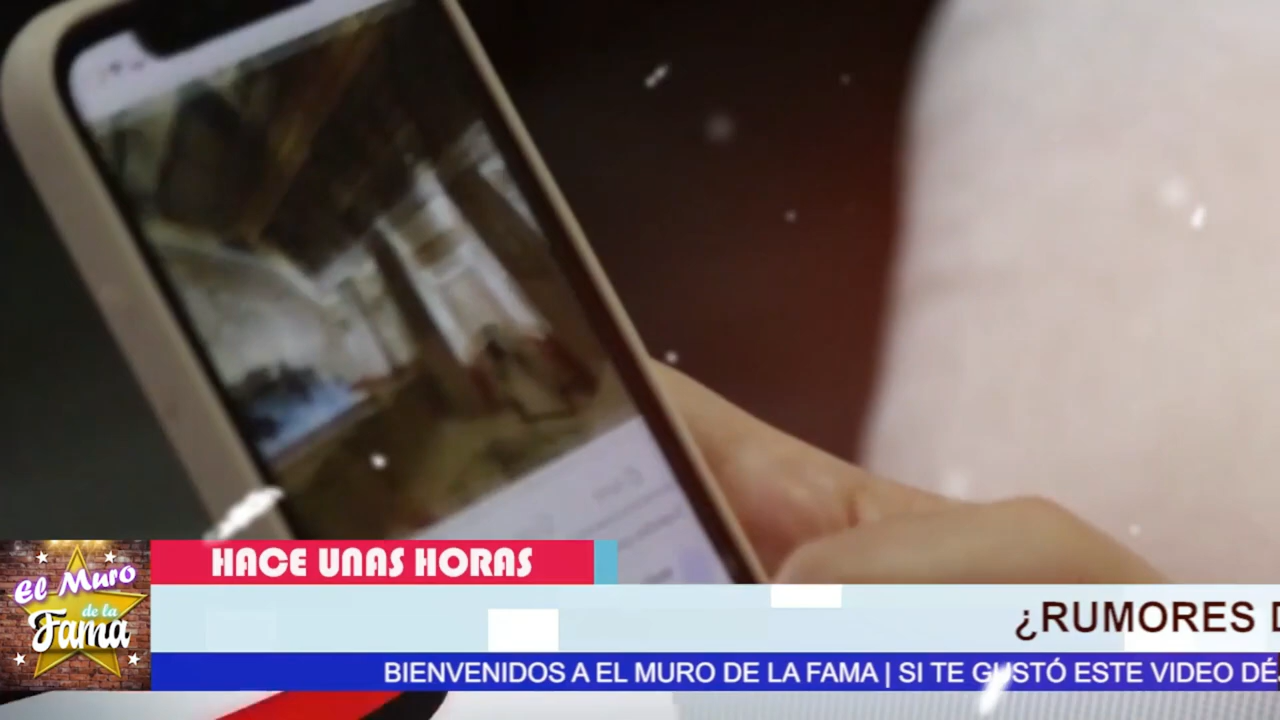 HACE UNAS HORAS
El Muro
de la
Fama
¿RUMORES
BIENVENIDOS A EL MURO DE LA FAMA | SI TE GUSTÓ ESTE VIDEO